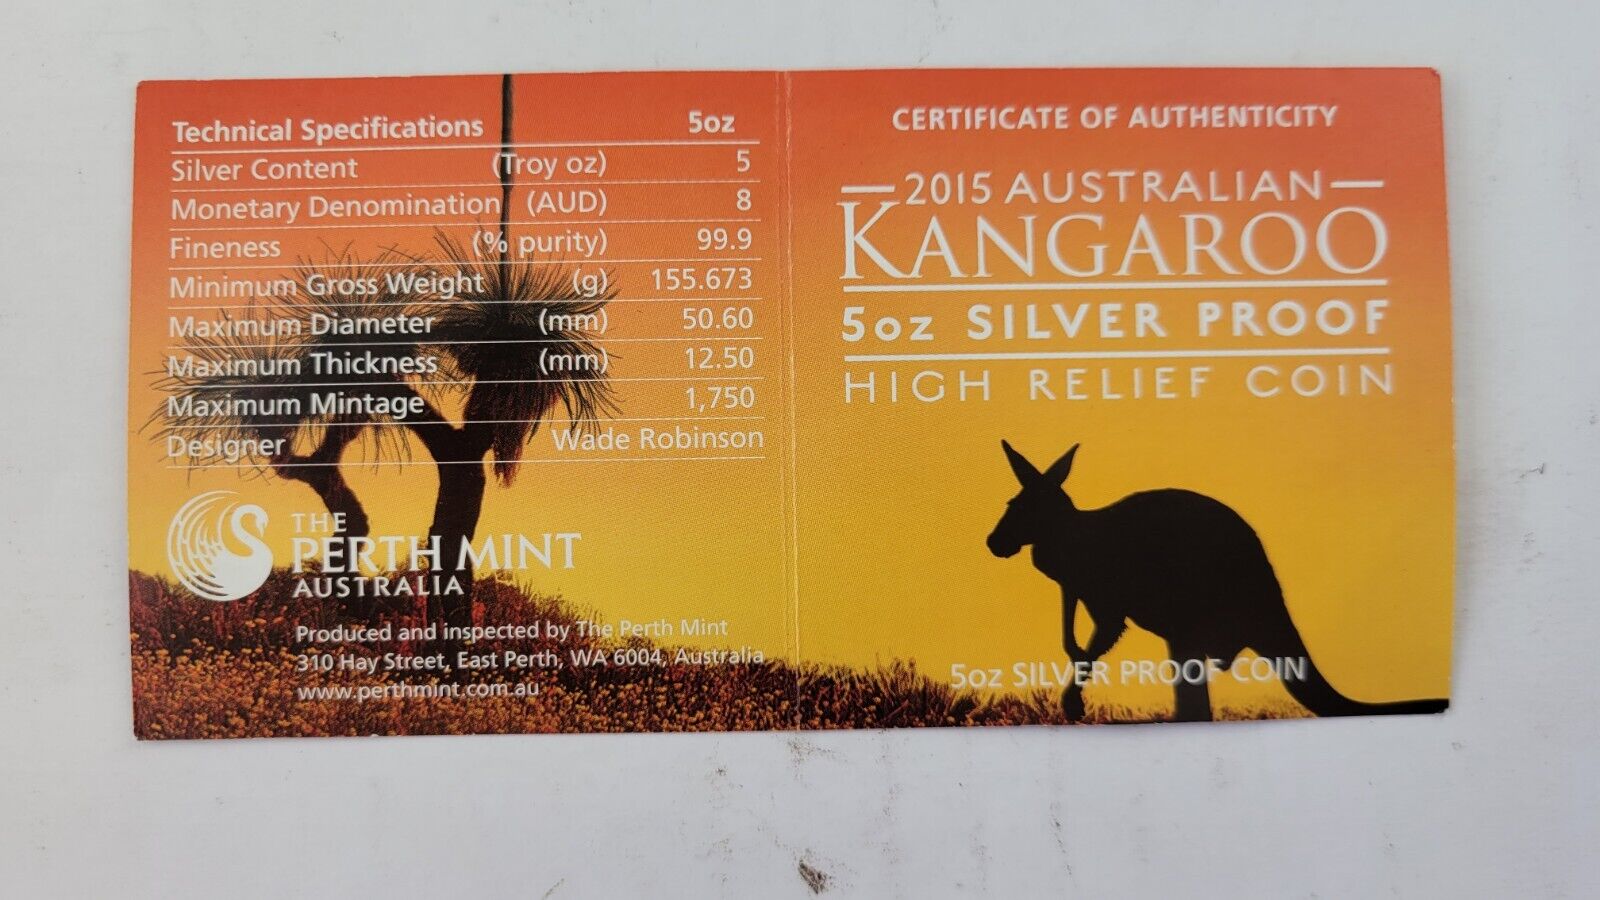 Technical Specifications 5oz
Silver Content (Troy oz) 5
Monetary Denomination (AUD) 8
Fineness (% purity) 99.9
Minimum Gross Weight (g) 155.673
Maximum Diameter (mm) 50.60
Maximum Thickness (mm) 12.50
Maximum Mintage 1,750
Designer Wade Robinson
THE
PERTH MINT
AUSTRALIA
Produced and inspected by The Perth Mint
310 Hay Street, East Perth, WA 6004, Australia
www.perthmint.com.au
CERTIFICATE OF AUTHENTICITY
2015 AUSTRALIAN
KANGAROO
5oz SILVER PROOF
HIGH RELIEF COIN
5oz SILVER PROOF COIN